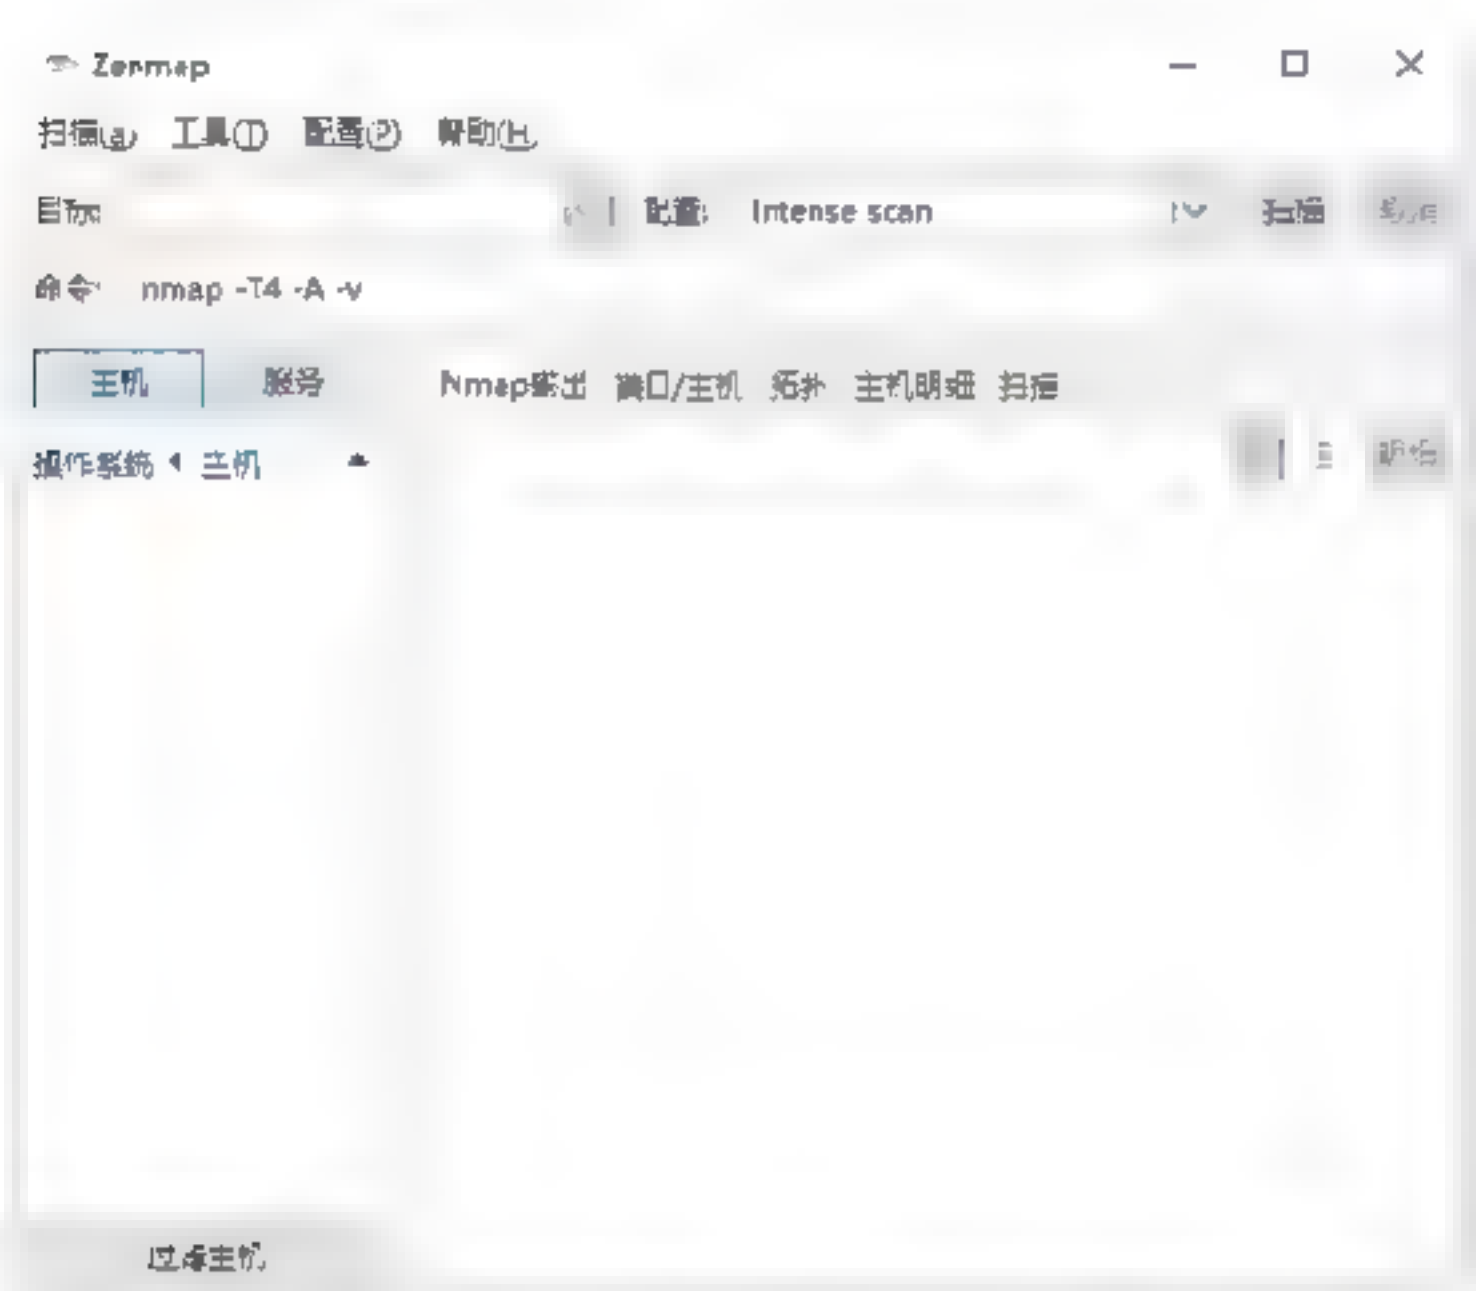 Zenmap
扫描(a) 工具(T) 配置(P) 帮助(H)
目标 配置: Intense scan 扫描
命令: nmap -T4 -A -v
主机 服务 Nmap输出 端口/主机 拓扑 主机明细 扫描
操作系统 主机 明细
过滤主机